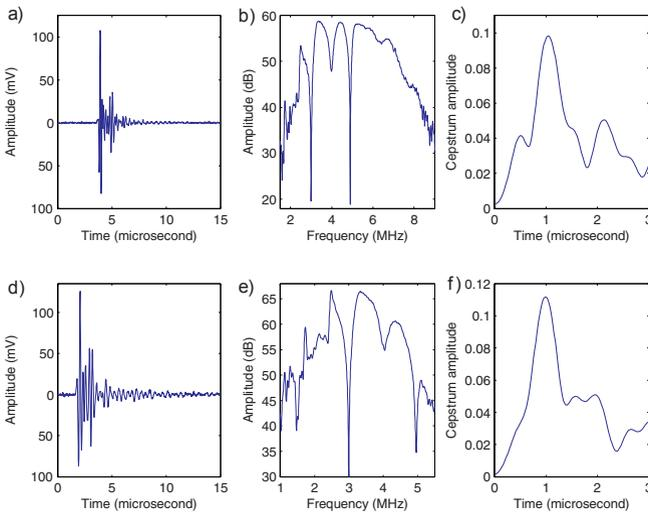 a)
100
50
0
50
100
Amplitude (mV)
0 5 10 15
Time (microsecond)
b)
60
50
40
30
20
Amplitude (dB)
2 4 6 8
Frequency (MHz)
c)
0.1
0.08
0.06
0.04
0.02
0
Cepstrum amplitude
0 1 2 3
Time (microsecond)
d)
100
50
0
50
100
Amplitude (mV)
0 5 10 15
Time (microsecond)
e)
65
60
55
50
45
40
35
30
Amplitude (dB)
1 2 3 4 5
Frequency (MHz)
f)
0.12
0.1
0.08
0.06
0.04
0.02
0
Cepstrum amplitude
0 1 2 3
Time (microsecond)